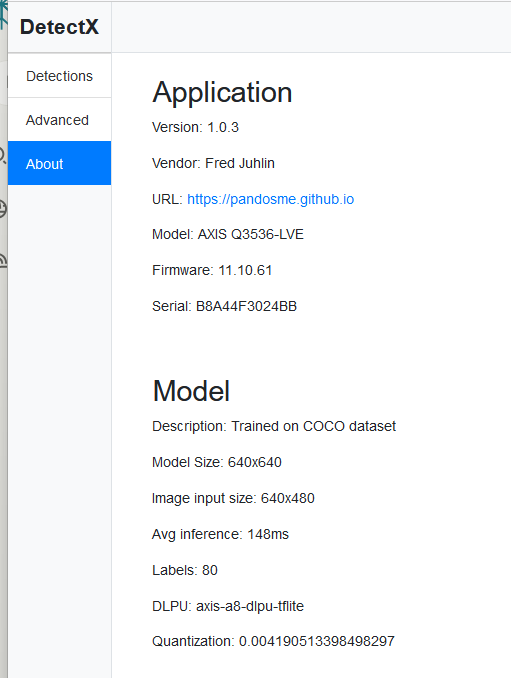 DetectX
Detections
Advanced
About
Application
Version: 1.0.3
Vendor: Fred Juhlin
URL: https://pandosme.github.io
Model: AXIS Q3536-LVE
Firmware: 11.10.61
Serial: B8A44F3024BB
Model
Description: Trained on COCO dataset
Model Size: 640x640
Image input size: 640x480
Avg inference: 148ms
Labels: 80
DLPU: axis-a8-dlpu-tflite
Quantization: 0.004190513398498297